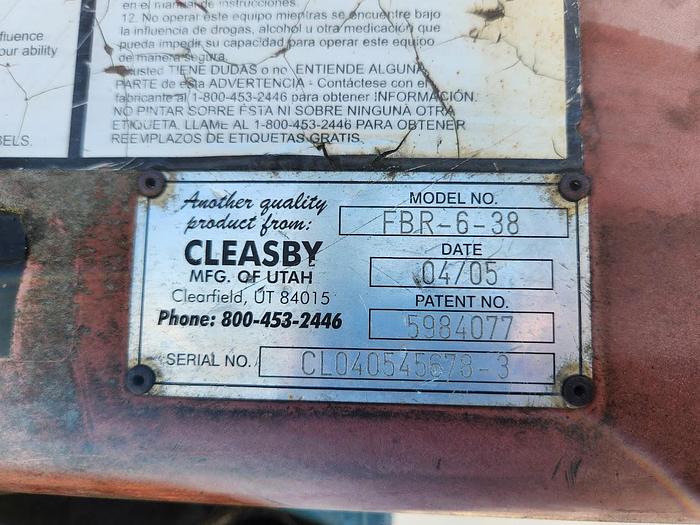 en el manual de instrucciones.
12. No operar este equipo mientras se encuentre bajo
la influencia de drogas, alcohol u otra medicación que
pueda impedir su capacidad para operar este equipo
de manera segura.
usted TIENE DUDAS o no ENTIENDE ALGUNA
PARTE de esta ADVERTENCIA - Contáctese con el
fabricante al 1-800-453-2446 para obtener INFORMACIÓN.
NO PINTAR SOBRE ESTA NI SOBRE NINGUNA OTRA
ETIQUETA. LLAME AL 1-800-453-2446 PARA OBTENER
REEMPLAZOS DE ETIQUETAS GRATIS.
fluence
our ability
BELS.
Another quality
product from:
CLEASBY
MFG. OF UTAH
Clearfield, UT 84015
Phone: 800-453-2446
MODEL NO.
FBR-6-38
DATE
04/05
PATENT NO.
5984077
SERIAL NO.
CL040545678-3